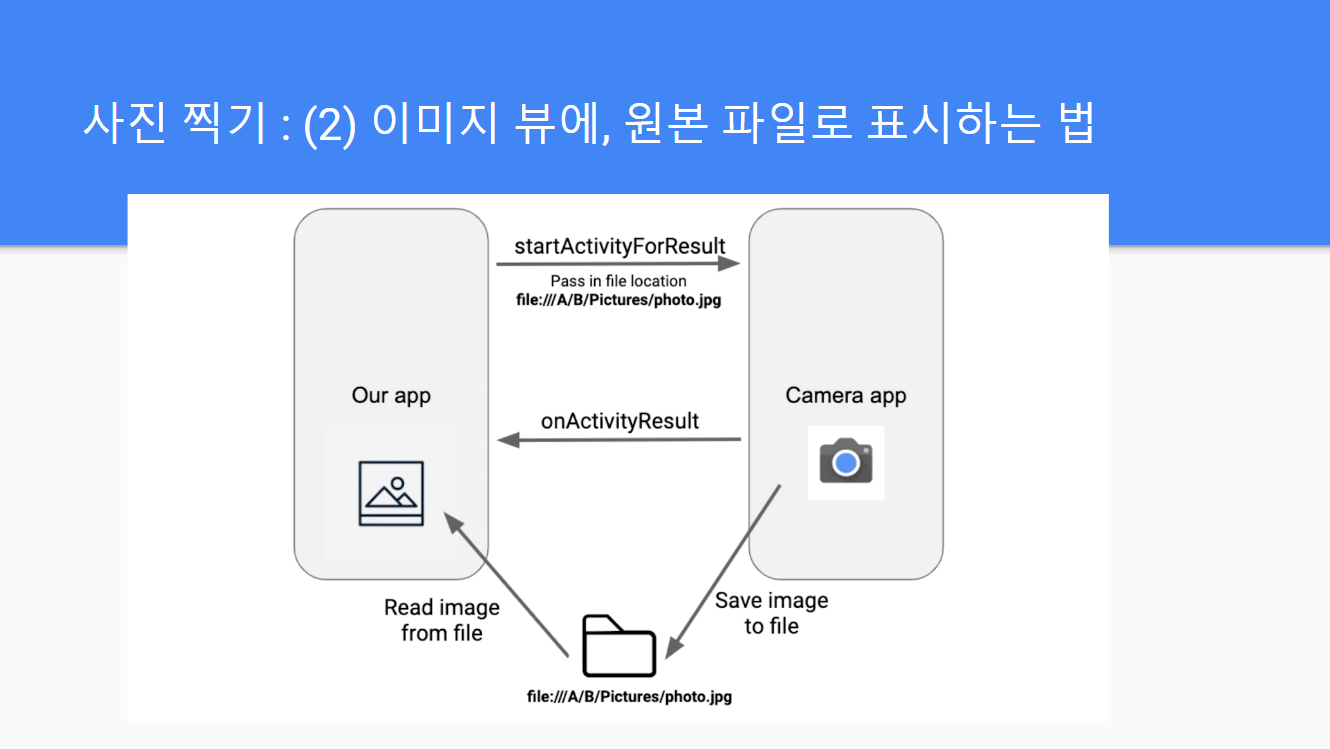 사진 찍기 : (2) 이미지 뷰에, 원본 파일로 표시하는 법
startActivityForResult
Pass in file location
file:///A/B/Pictures/photo.jpg
Our app
Camera app
onActivityResult
Read image
from file
Save image
to file
file:///A/B/Pictures/photo.jpg